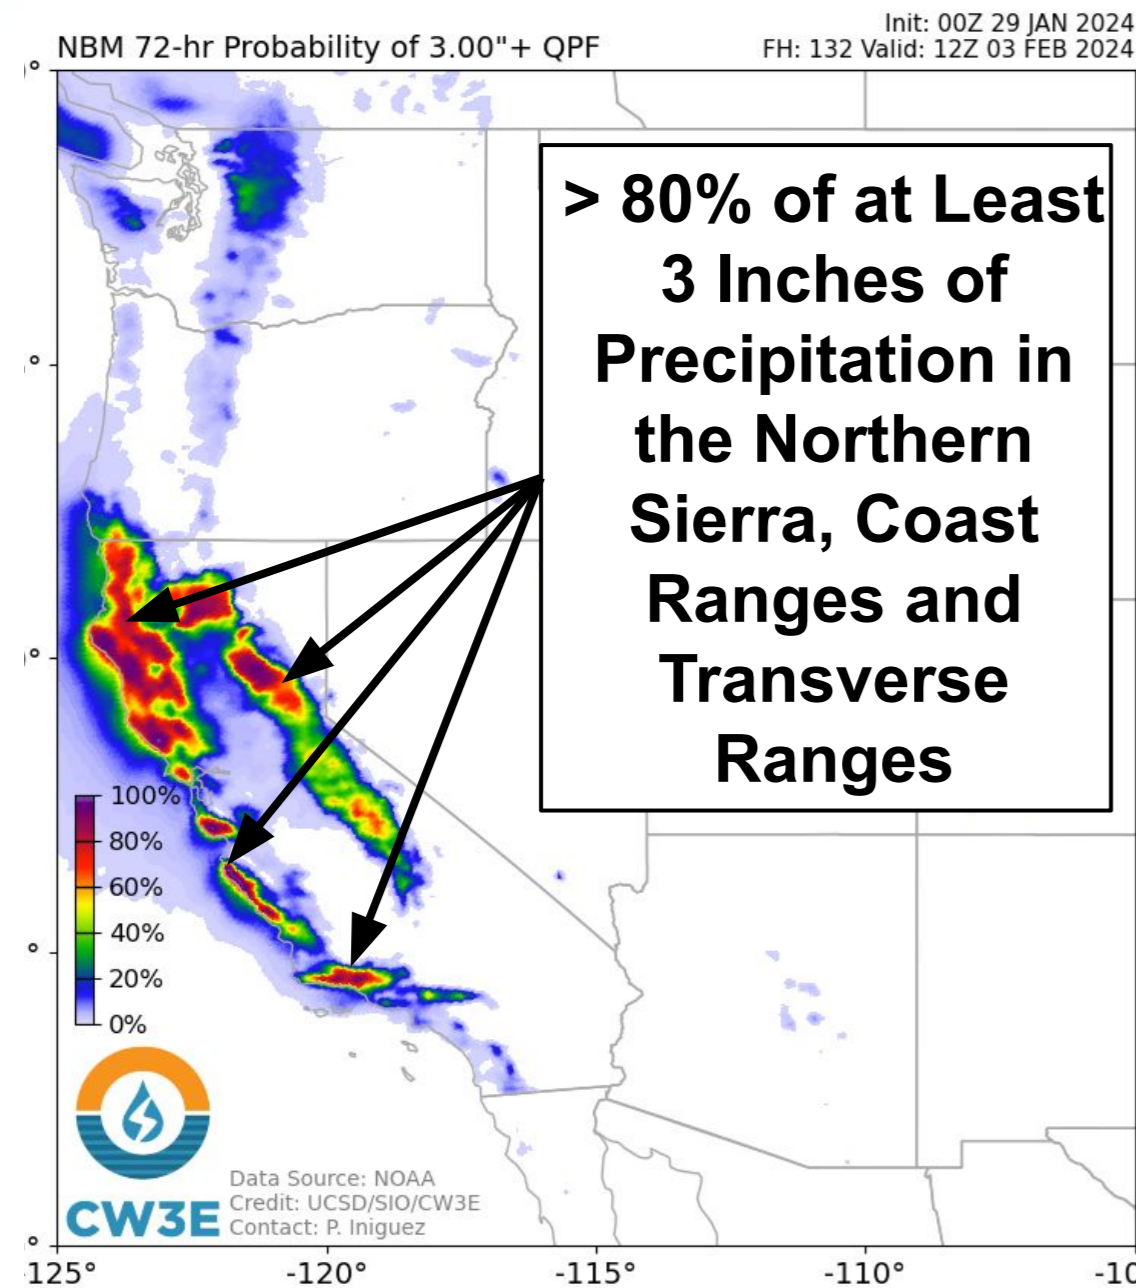 Init: 00Z 29 JAN 2024
NBM 72-hr Probability of 3.00"+ QPF
FH: 132 Valid: 12Z 03 FEB 2024
> 80% of at Least
3 Inches of
Precipitation in
the Northern
Sierra, Coast
Ranges and
Transverse
Ranges
100%
80%
60%
40%
20%
0%
CW3E
Data Source: NOAA
Credit: UCSD/SIO/CW3E
Contact: P. Iniguez
-125°
-120°
-115°
-110°